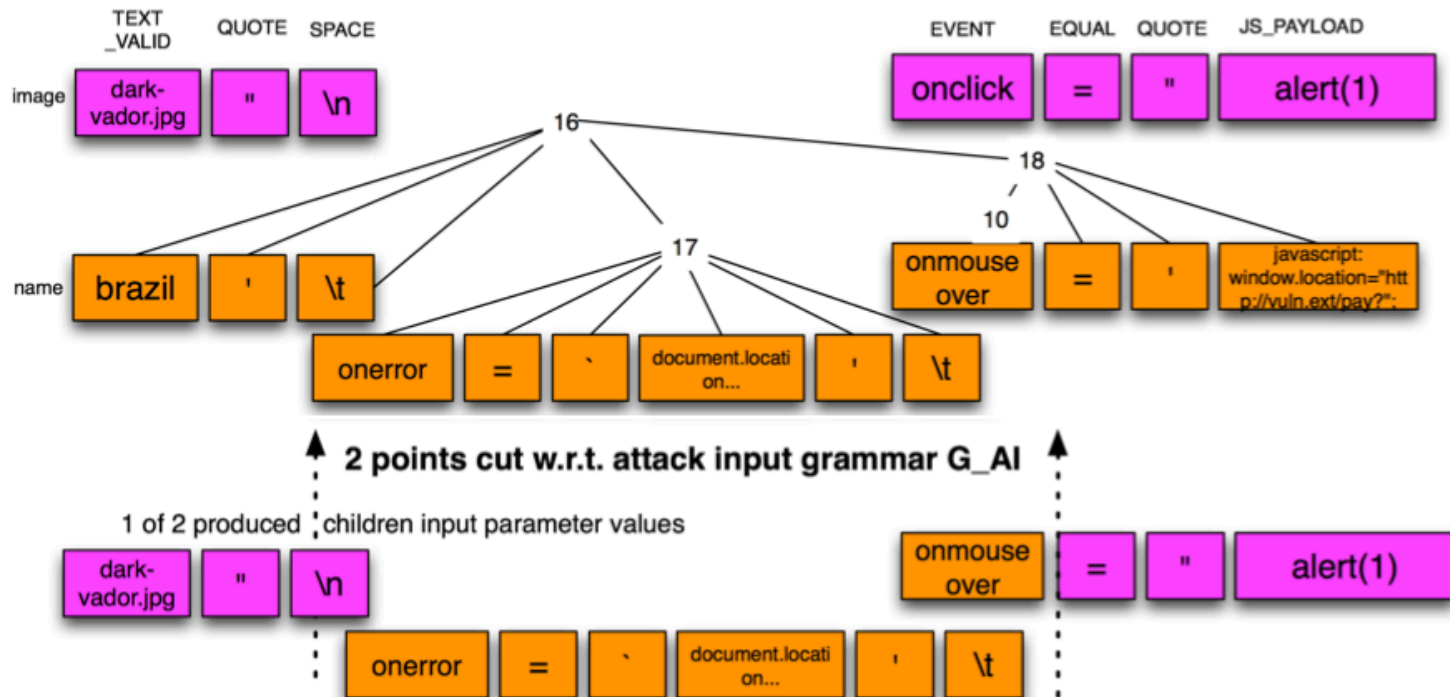 TEXT
_VALID
QUOTE
SPACE
EVENT
EQUAL
QUOTE
JS_PAYLOAD
image
dark-
vador.jpg
"
\n
onclick
=
"
alert(1)
16
18
10
17
name
brazil
'
\t
onmouse
over
=
'
javascript:
window.location="htt
p://vuln.ext/pay?";
onerror
=
`
document.locati
on...
'
\t
2 points cut w.r.t. attack input grammar G_AI
1 of 2 produced children input parameter values
dark-
vador.jpg
"
\n
onmouse
over
=
"
alert(1)
onerror
=
`
document.locati
on...
'
\t